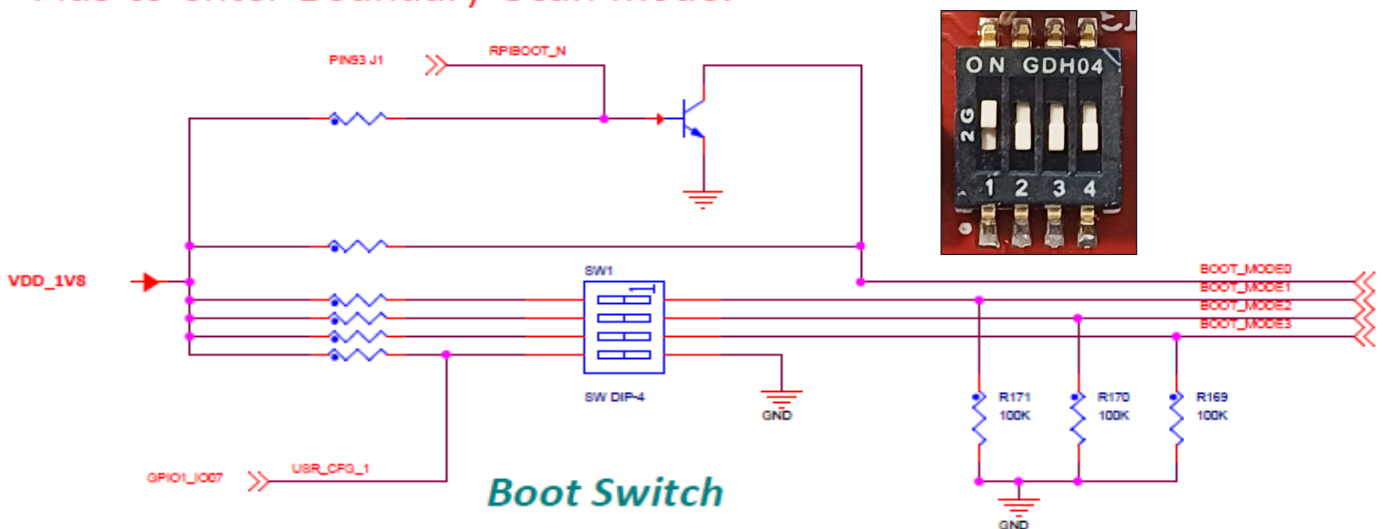 RPIBOOT_N
PIN93 J1
ON GDH04
2G
1 2 3 4
VDD_1V8
SW1
1
BOOT_MODE0
BOOT_MODE1
BOOT_MODE2
BOOT_MODE3
SW DIP-4
GND
R171
100K
R170
100K
R169
100K
GPIO1_IO07
USR_CFG_1
Boot Switch
GND